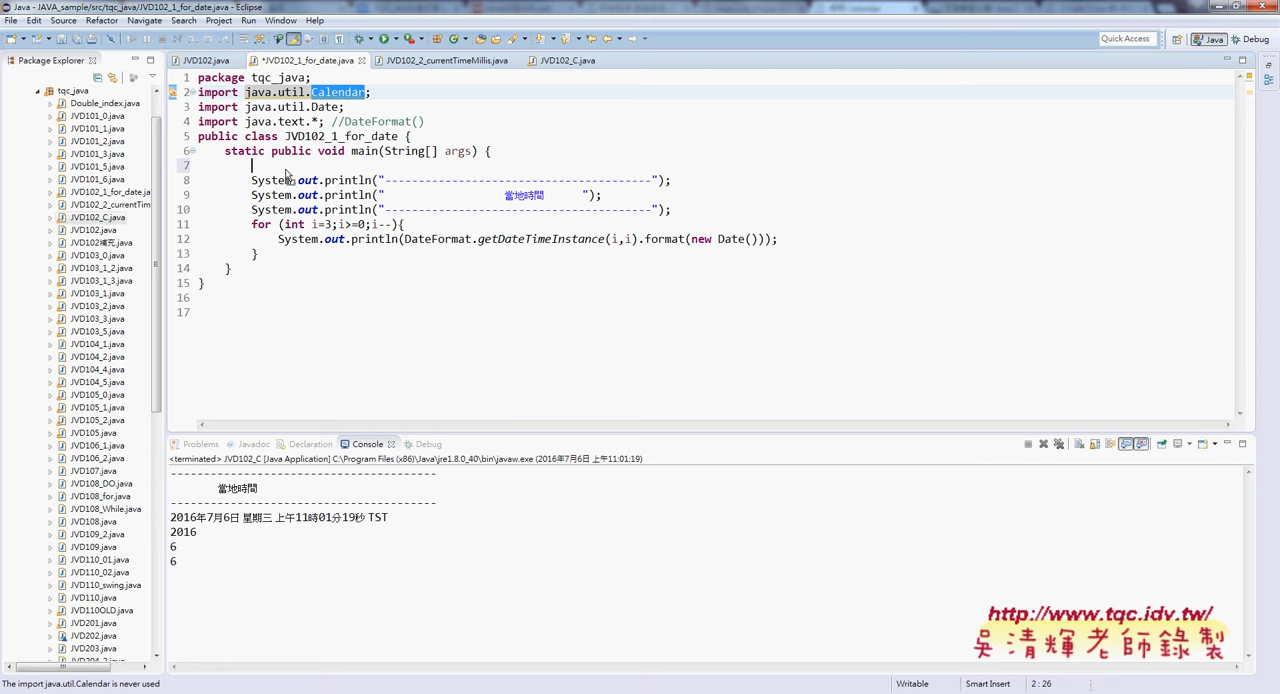 Java - JAVA_sample/src/tqc_java/JVD102_1_for_date.java - Eclipse
File Edit Source Refactor Navigate Search Project Run Window Help
Quick Access Java Debug
Package Explorer
JVD102.java *JVD102_1_for_date.java JVD102_2_currentTimeMillis.java JVD102_C.java
tqc_java
Double_index.java
JVD101_0.java
JVD101_1.java
JVD101_2.java
JVD101_3.java
JVD101_5.java
JVD101_6.java
JVD102_1_for_date.ja
JVD102_2_currentTim
JVD102_C.java
JVD102.java
JVD102補充.java
JVD103_0.java
JVD103_1_2.java
JVD103_1_3.java
JVD103_1.java
JVD103_2.java
JVD103_3.java
JVD103_5.java
JVD104_1.java
JVD104_2.java
JVD104_4.java
JVD104_5.java
JVD105_0.java
JVD105_1.java
JVD105_2.java
JVD105.java
JVD106_1.java
JVD106_2.java
JVD107.java
JVD108_DO.java
JVD108_for.java
JVD108_While.java
JVD108.java
JVD109_2.java
JVD109.java
JVD110_01.java
JVD110_02.java
JVD110_swing.java
JVD110.java
JVD110OLD.java
JVD201.java
JVD202.java
JVD203.java
1 package tqc_java;
2 import java.util.Calendar;
3 import java.util.Date;
4 import java.text.*; //DateFormat()
5 public class JVD102_1_for_date {
6 static public void main(String[] args) {
7
8 System.out.println("----------------------------------------");
9 System.out.println(" 當地時間 ");
10 System.out.println("----------------------------------------");
11 for (int i=3;i>=0;i--){
12 System.out.println(DateFormat.getDateTimeInstance(i,i).format(new Date()));
13 }
14 }
15 }
16
17
Problems Javadoc Declaration Console Debug
<terminated> JVD102_C [Java Application] C:\Program Files (x86)\Java\jre1.8.0_40\bin\javaw.exe (2016年7月6日 上午11:01:19)
----------------------------------------
當地時間
----------------------------------------
2016年7月6日 星期三 上午11時01分19秒 TST
2016
6
6
http://www.tqc.idv.tw/
吳清輝老師錄製
The import java.util.Calendar is never used Writable Smart Insert 2 : 26